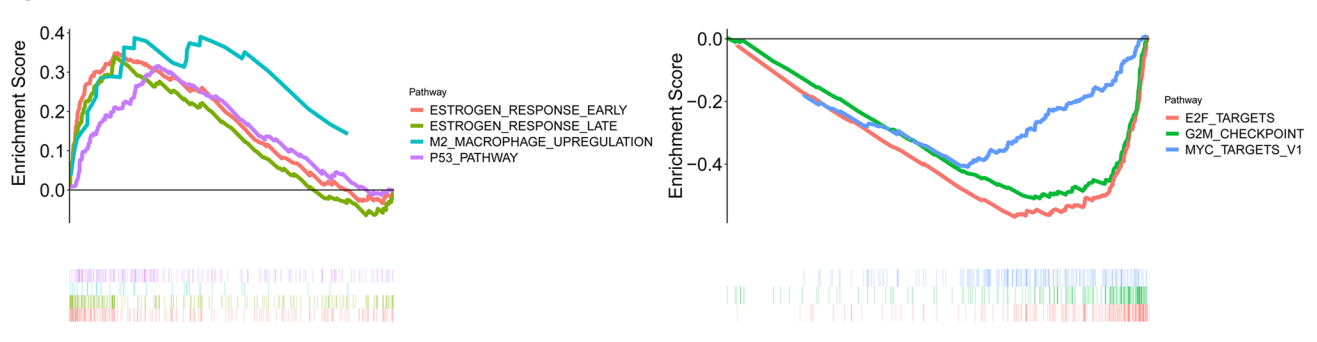 Enrichment Score
0.4
0.3
0.2
0.1
0.0
Pathway
ESTROGEN_RESPONSE_EARLY
ESTROGEN_RESPONSE_LATE
M2_MACROPHAGE_UPREGULATION
P53_PATHWAY
Enrichment Score
0.0
−0.2
−0.4
Pathway
E2F_TARGETS
G2M_CHECKPOINT
MYC_TARGETS_V1